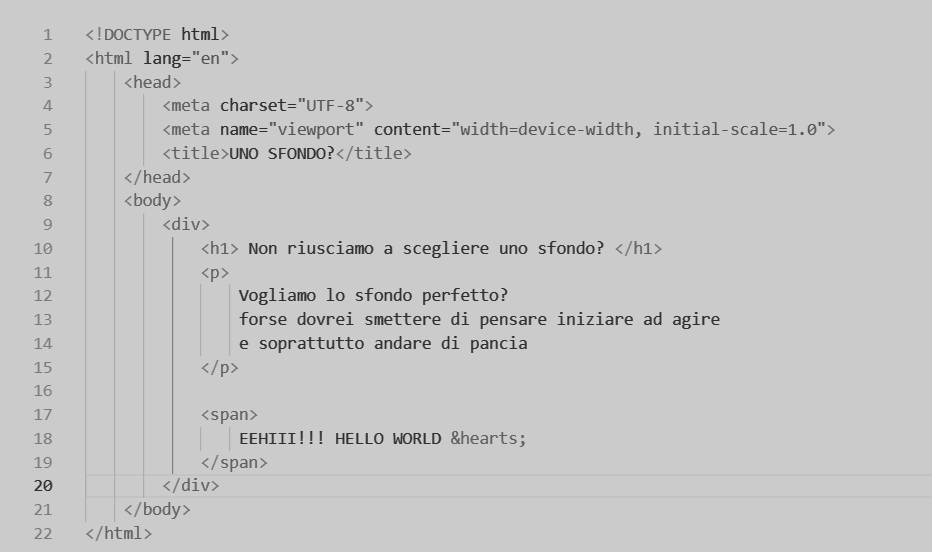 1 <!DOCTYPE html>
2 <html lang="en">
3 <head>
4 <meta charset="UTF-8">
5 <meta name="viewport" content="width=device-width, initial-scale=1.0">
6 <title>UNO SFONDO?</title>
7 </head>
8 <body>
9 <div>
10 <h1> Non riusciamo a scegliere uno sfondo? </h1>
11 <p>
12 Vogliamo lo sfondo perfetto?
13 forse dovrei smettere di pensare iniziare ad agire
14 e soprattutto andare di pancia
15 </p>
16
17 <span>
18 EEHIII!!! HELLO WORLD &hearts;
19 </span>
20 </div>
21 </body>
22 </html>